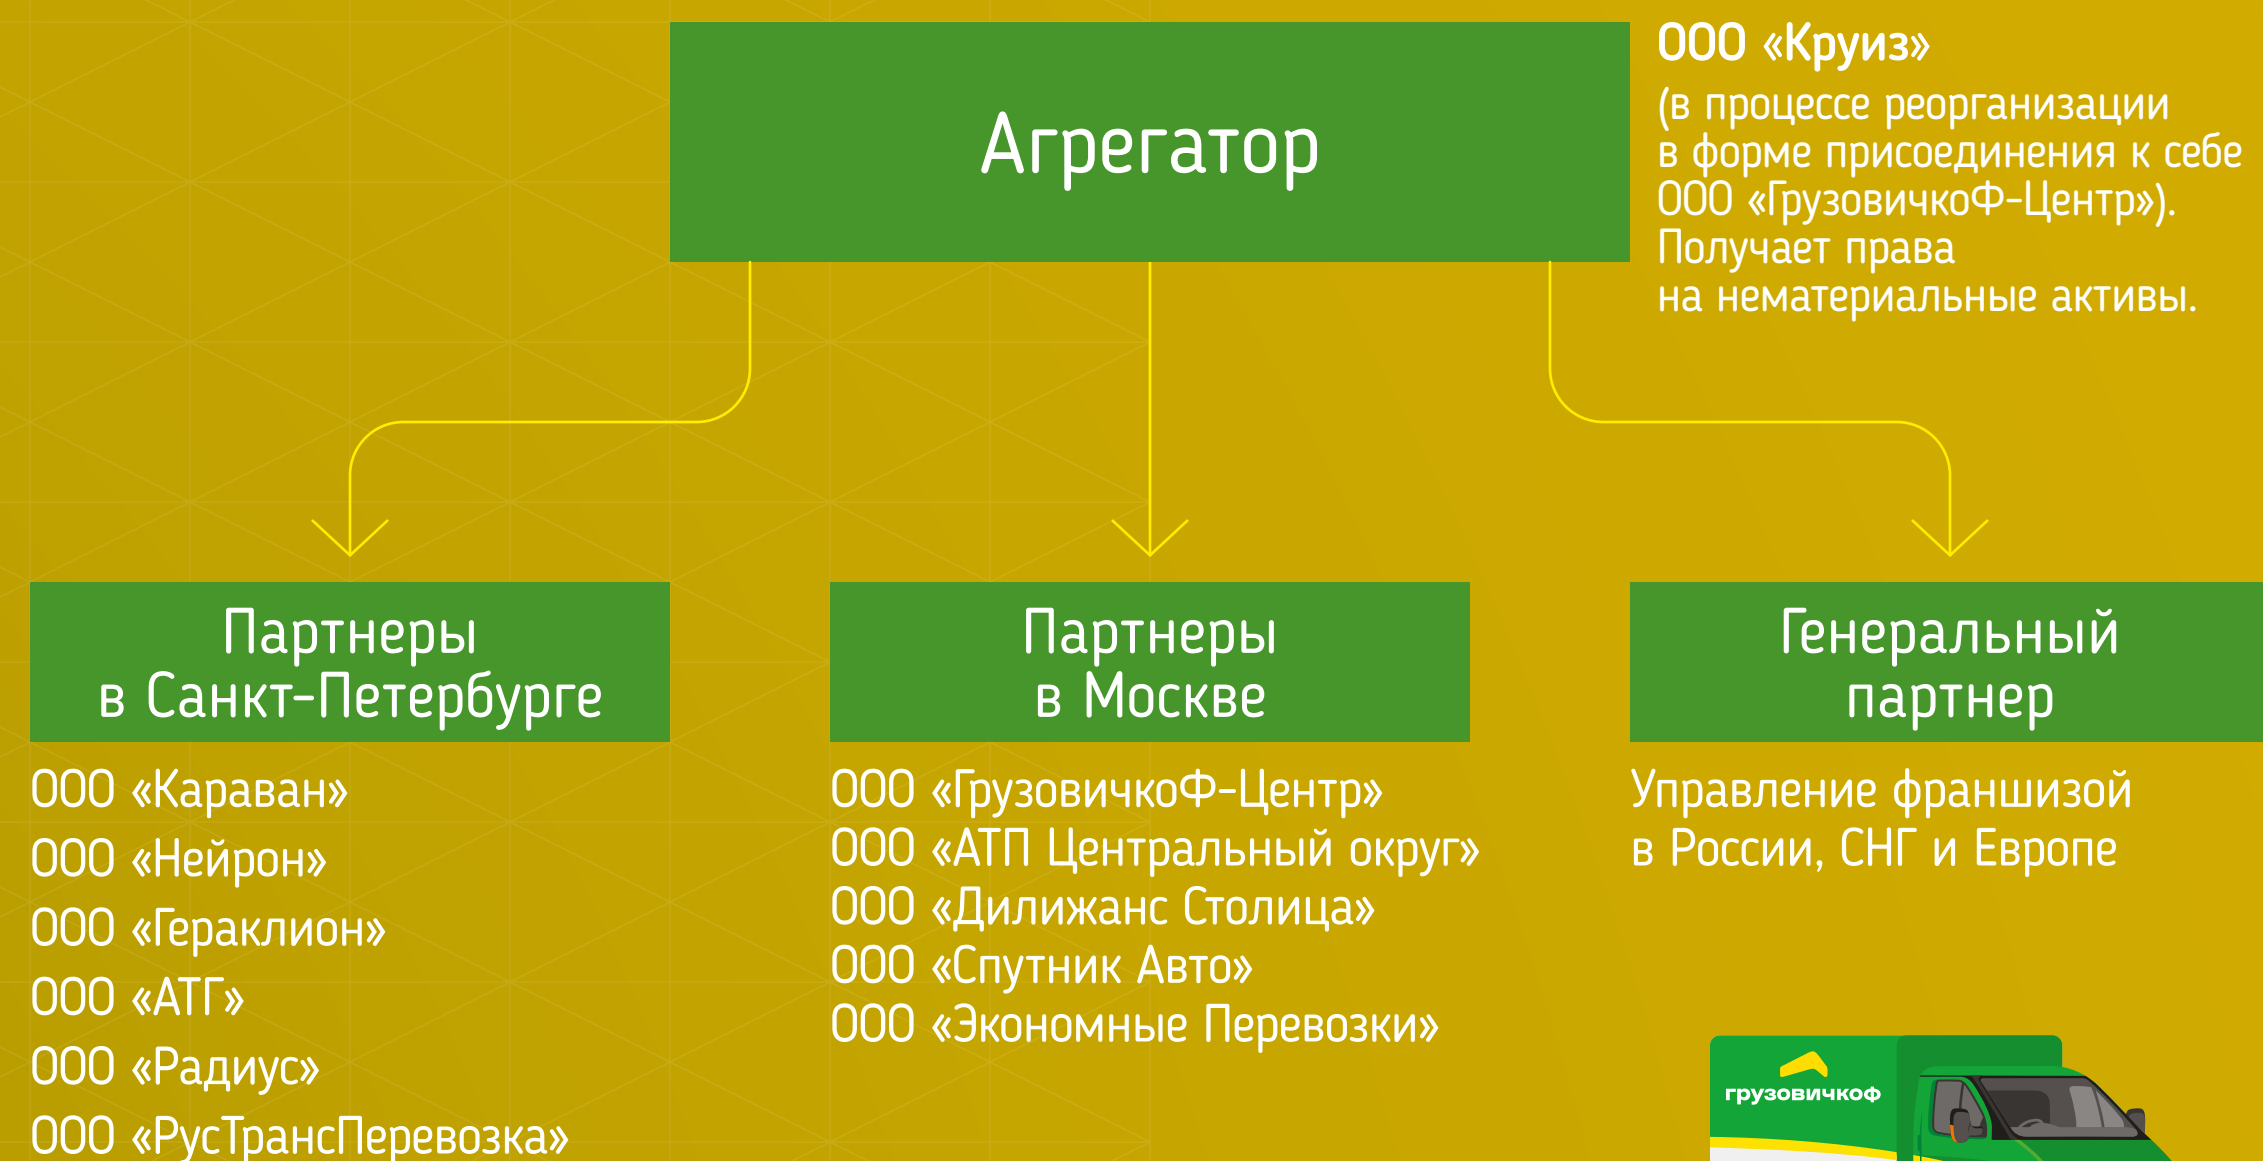 Агрегатор
ООО «Круиз»
(в процессе реорганизации
в форме присоединения к себе
ООО «ГрузовичкоФ-Центр»).
Получает права
на нематериальные активы.
Партнеры
в Санкт-Петербурге
ООО «Караван»
ООО «Нейрон»
ООО «Гераклион»
ООО «АТГ»
ООО «Радиус»
ООО «РусТрансПеревозка»
Партнеры
в Москве
ООО «ГрузовичкоФ-Центр»
ООО «АТП Центральный округ»
ООО «Дилижанс Столица»
ООО «Спутник Авто»
ООО «Экономные Перевозки»
Генеральный
партнер
Управление франшизой
в России, СНГ и Европе
грузовичкоф